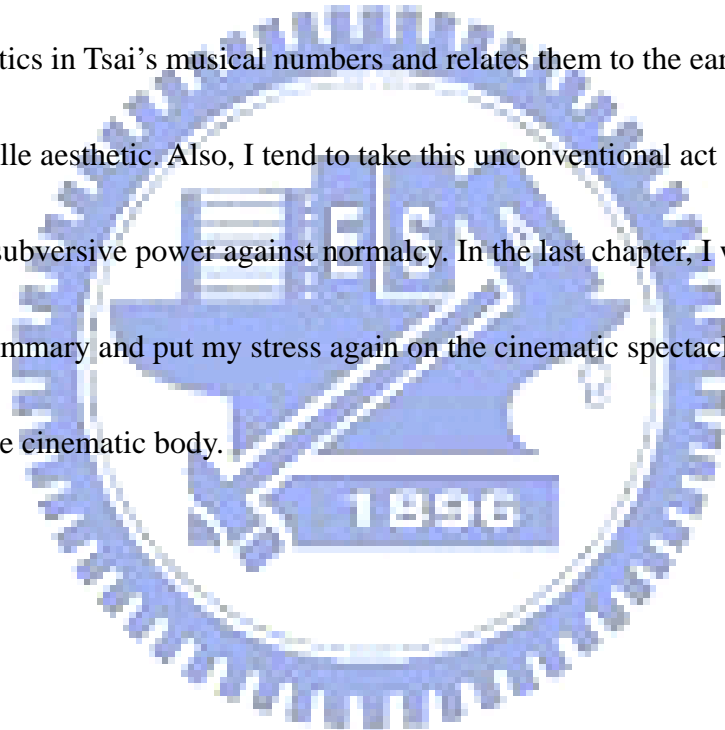 tics in Tsai’s musical numbers and relates them to the ear
lle aesthetic. Also, I tend to take this unconventional act
subversive power against normalcy. In the last chapter, I w
ummary and put my stress again on the cinematic spectacl
e cinematic body.
E S
1896